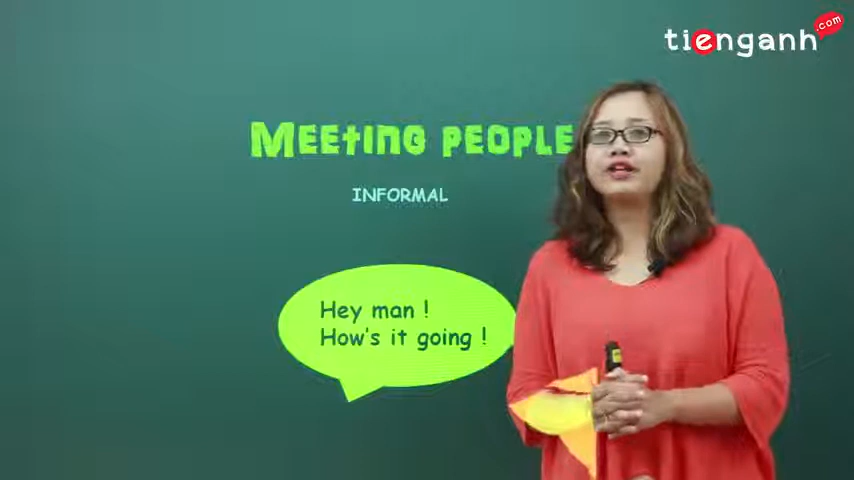 tienganh.com
MEETING PEOPLE
INFORMAL
Hey man !
How's it going !